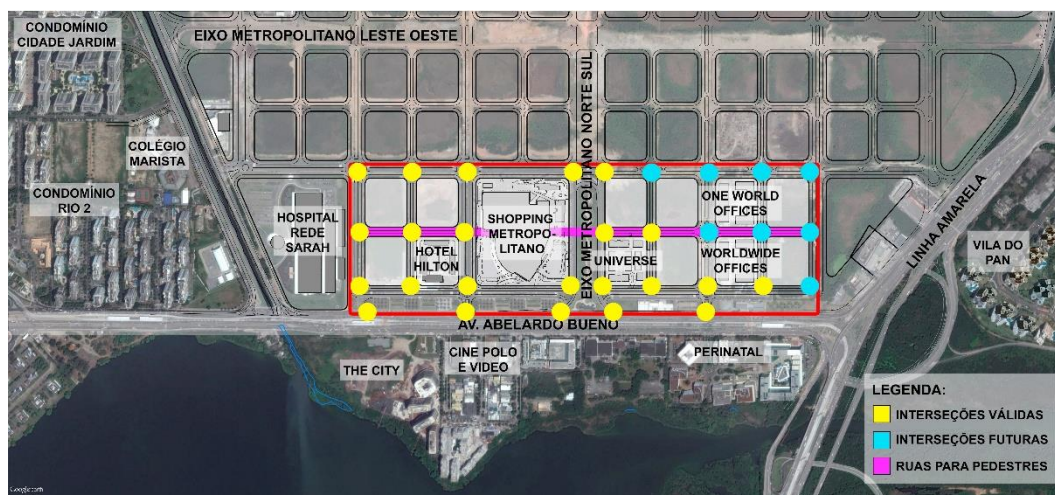 CONDOMÍNIO
CIDADE JARDIM
EIXO METROPOLITANO LESTE OESTE
COLÉGIO
MARISTA
CONDOMÍNIO
RIO 2
HOSPITAL
REDE
SARAH
HOTEL
HILTON
SHOPPING
METROPO
LITANO
EIXO METROPOLITANO NORTE SUL
UNIVERSE
ONE WORLD
OFFICES
WORLDWIDE
OFFICES
LINHA AMARELA
VILA DO
PAN
AV. ABELARDO BUENO
THE CITY
CINE POLO
E VIDEO
PERINATAL
LEGENDA:
INTERSEÇÕES VÁLIDAS
INTERSEÇÕES FUTURAS
RUAS PARA PEDESTRES
Google earth